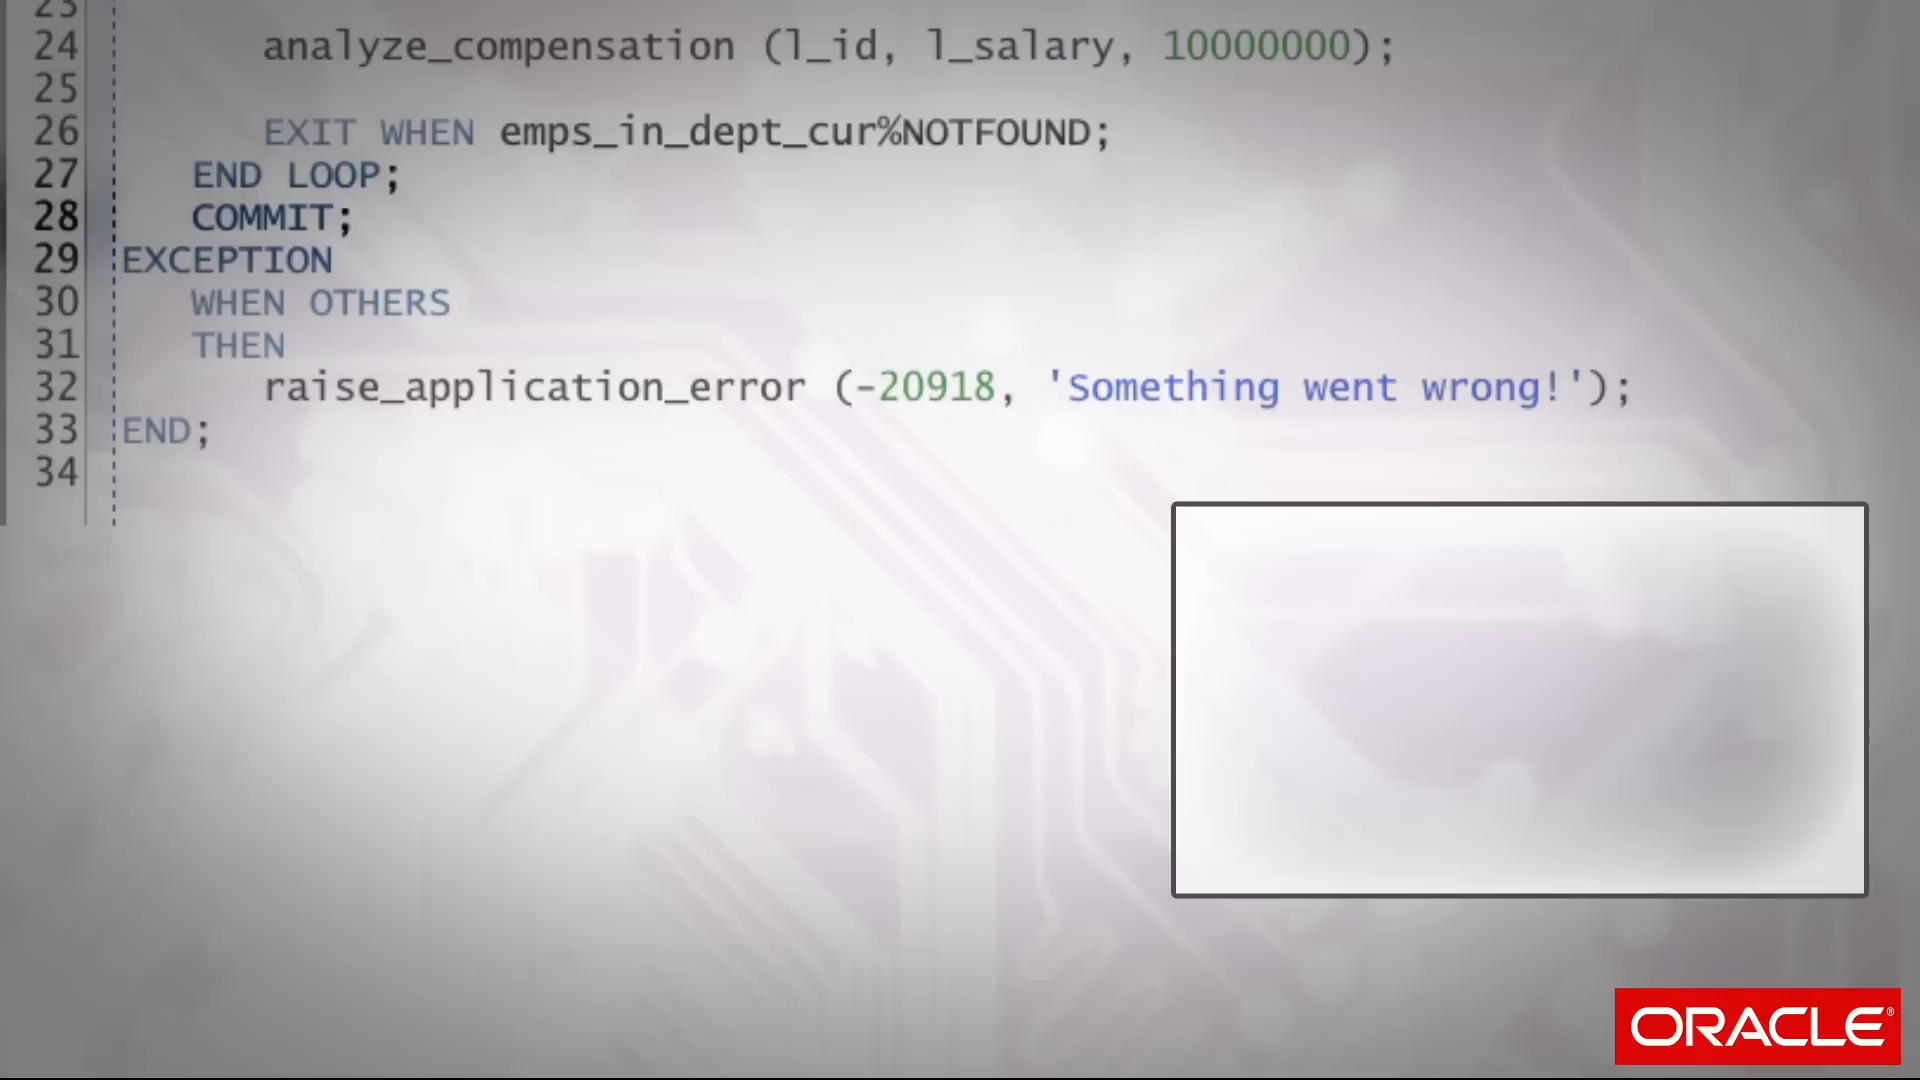 23
24 analyze_compensation (l_id, l_salary, 10000000);
25
26 EXIT WHEN emps_in_dept_cur%NOTFOUND;
27 END LOOP;
28 COMMIT;
29 EXCEPTION
30 WHEN OTHERS
31 THEN
32 raise_application_error (-20918, 'Something went wrong!');
33 END;
34
ORACLE®